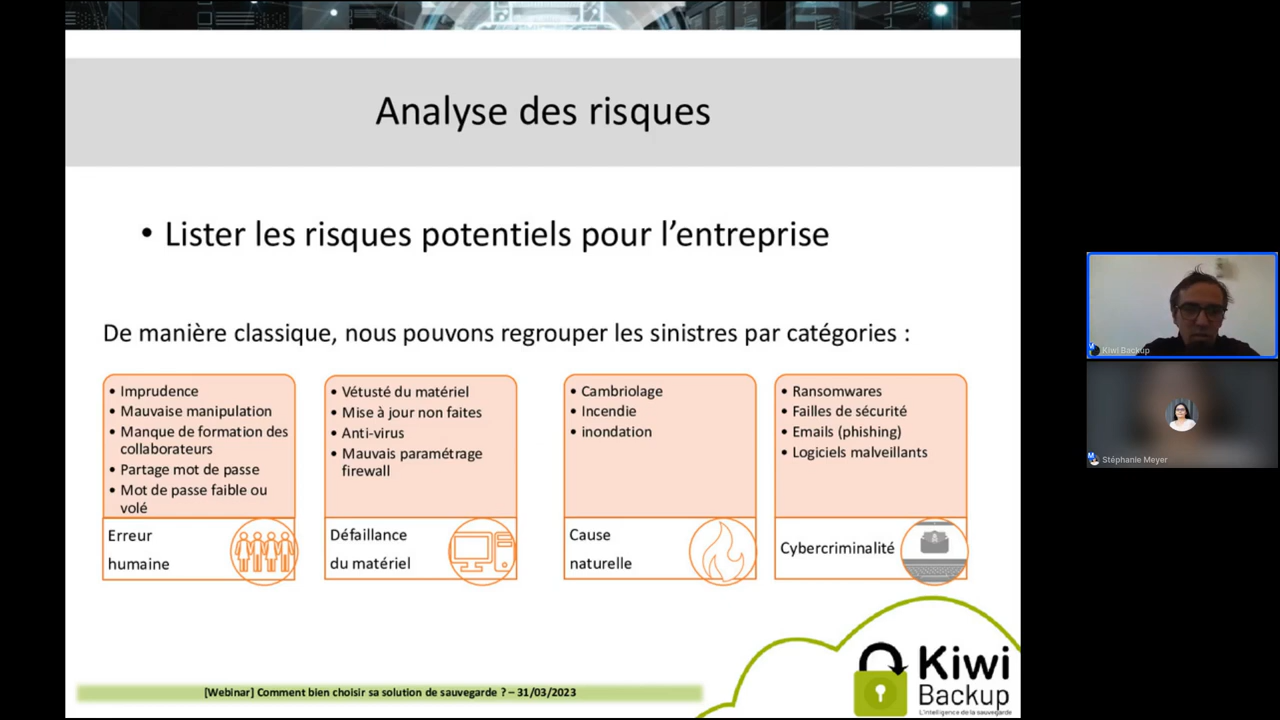 Analyse des risques
• Lister les risques potentiels pour l’entreprise
De manière classique, nous pouvons regrouper les sinistres par catégories :
• Imprudence
• Mauvaise manipulation
• Manque de formation des
collaborateurs
• Partage mot de passe
• Mot de passe faible ou
volé
Erreur
humaine
• Vétusté du matériel
• Mise à jour non faites
• Anti-virus
• Mauvais paramétrage
firewall
Défaillance
du matériel
• Cambriolage
• Incendie
• inondation
Cause
naturelle
• Ransomwares
• Failles de sécurité
• Emails (phishing)
• Logiciels malveillants
Cybercriminalité
[Webinar] Comment bien choisir sa solution de sauvegarde ? – 31/03/2023
Kiwi
Backup
L'intelligence de la sauvegarde
Kiwi Backup
Stéphanie Meyer